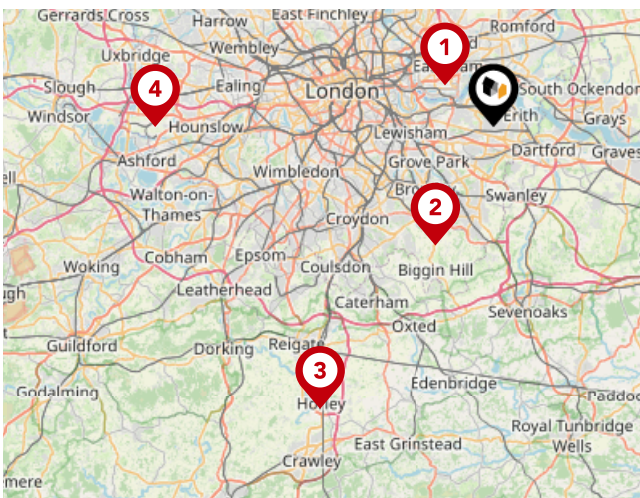 Gerrards Cross
Harrow
East Finchley
Romford
1
Uxbridge
Wembley
4
Slough
Ealing
London
South Ockendon
Windsor
Hounslow
Erith
Grays
Lewisham
Ashford
Grove Park
Dartford
Wimbledon
2
Swanley
Walton-on-
Thames
Croydon
Cobham
Epsom
Coulsdon
Biggin Hill
Woking
Leatherhead
Caterham
Sevenoaks
Oxted
Guildford
Dorking
Reigate
3
Edenbridge
Godalming
Royal Tunbridge
Wells
East Grinstead
Crawley